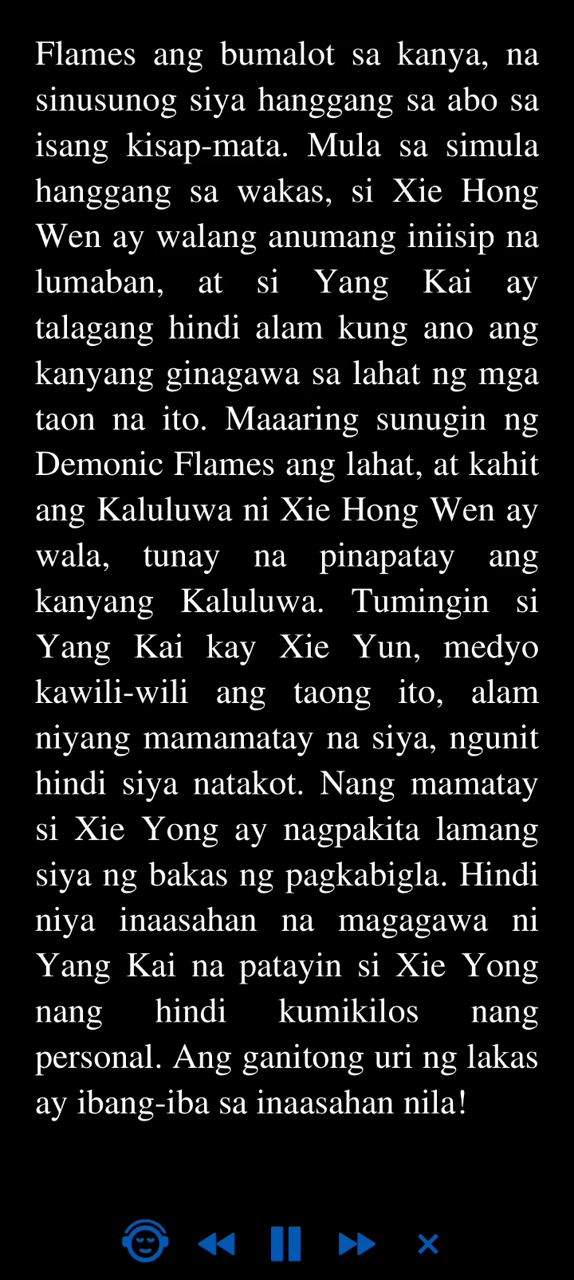 Flames ang bumalot sa kanya, na
sinusunog siya hanggang sa abo sa
isang kisap-mata. Mula sa simula
hanggang sa wakas, si Xie Hong
Wen ay walang anumang iniisip na
lumaban, at si Yang Kai ay
talagang hindi alam kung ano ang
kanyang ginagawa sa lahat ng mga
taon na ito. Maaaring sunugin ng
Demonic Flames ang lahat, at kahit
ang Kaluluwa ni Xie Hong Wen ay
wala, tunay na pinapatay ang
kanyang Kaluluwa. Tumingin si
Yang Kai kay Xie Yun, medyo
kawili-wili ang taong ito, alam
niyang mamamatay na siya, ngunit
hindi siya natakot. Nang mamatay
si Xie Yong ay nagpakita lamang
siya ng bakas ng pagkabigla. Hindi
niya inaasahan na magagawa ni
Yang Kai na patayin si Xie Yong
nang hindi kumikilos nang
personal. Ang ganitong uri ng lakas
ay ibang-iba sa inaasahan nila!